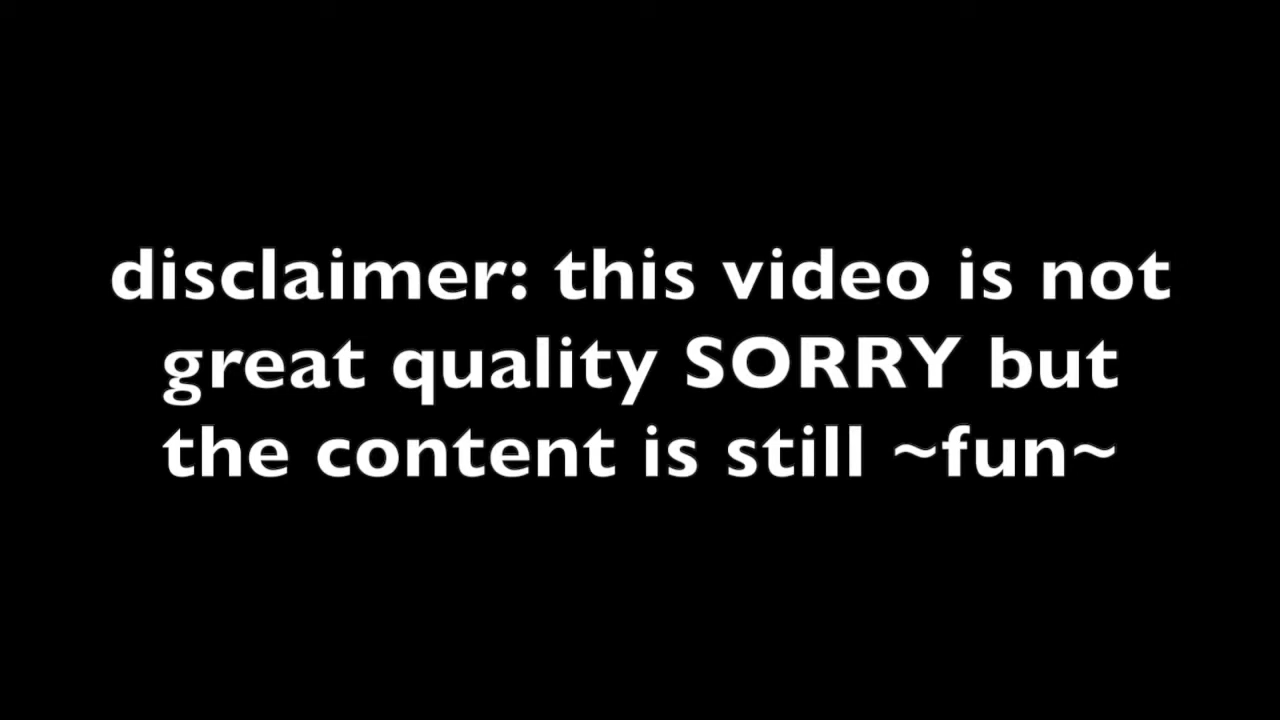 disclaimer: this video is not
great quality SORRY but
the content is still ~fun~